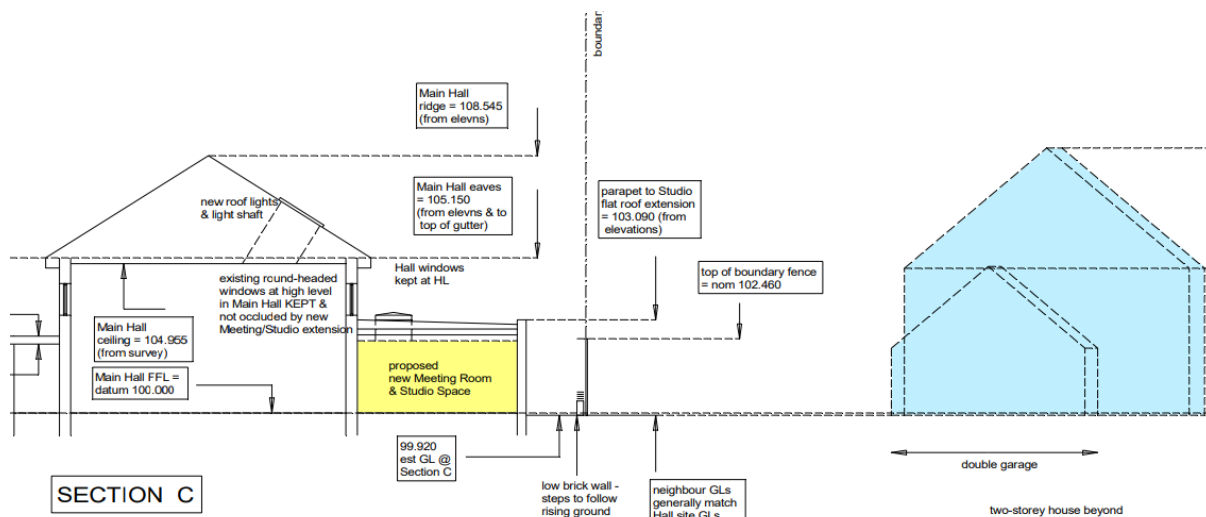 boundary
Main Hall
ridge = 108.545
(from elevns)
Main Hall eaves
= 105.150
(from elevns & to
top of gutter)
parapet to Studio
flat roof extension
= 103.090 (from
elevations)
new roof lights
& light shaft
Hall windows
kept at HL
top of boundary fence
= nom 102.460
existing round-headed
windows at high level
in Main Hall KEPT &
not occluded by new
Meeting/Studio extension
Main Hall
ceiling = 104.955
(from survey)
Main Hall FFL =
datum 100.000
proposed
new Meeting Room
& Studio Space
99.920
est GL @
Section C
double garage
SECTION C
low brick wall -
steps to follow
rising ground
neighbour GLs
generally match
Hall site GLs
two-storey house beyond